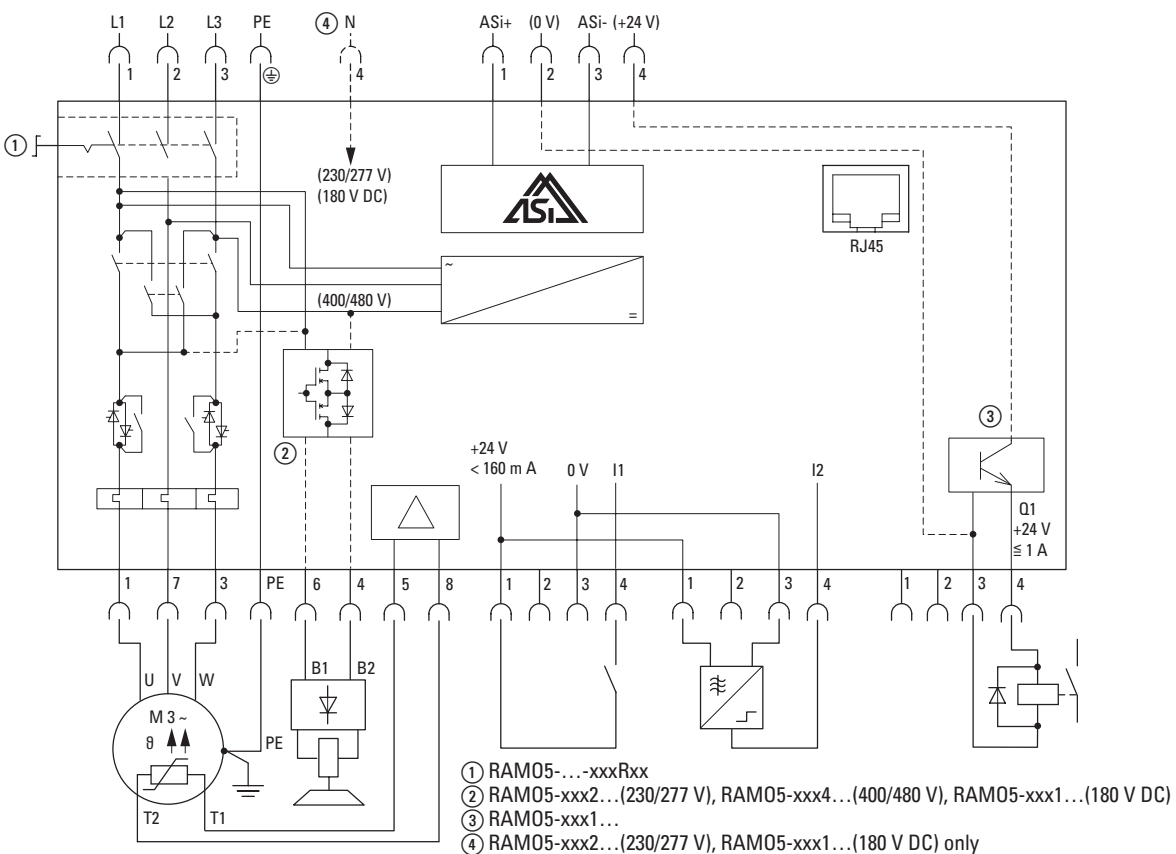 L1 L2 L3 PE ④ N ASi+ (0 V) ASi- (+24 V)
1 2 3 4 1 2 3 4
①
(230/277 V)
(180 V DC)
ASi
RJ45
~
(400/480 V)
=
③
②
+24 V
< 160 m A 0 V I1 I2
Q1
+24 V
≦ 1 A
1 7 3 PE 6 4 5 8 1 2 3 4 1 2 3 4 1 2 3 4
U V W B1 B2
M 3 ~
ϑ
PE
T2 T1
① RAMO5-...-xxxRxx
② RAMO5-xxx2...(230/277 V), RAMO5-xxx4...(400/480 V), RAMO5-xxx1...(180 V DC)
③ RAMO5-xxx1...
④ RAMO5-xxx2...(230/277 V), RAMO5-xxx1...(180 V DC) only